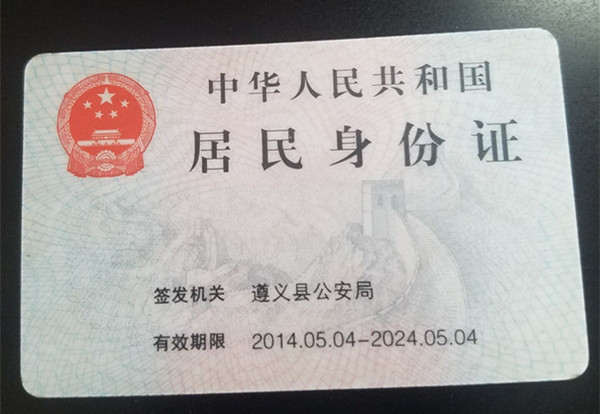 中华人民共和国
居民身份证
签发机关 遵义县公安局
有效期限 2014.05.04-2024.05.04